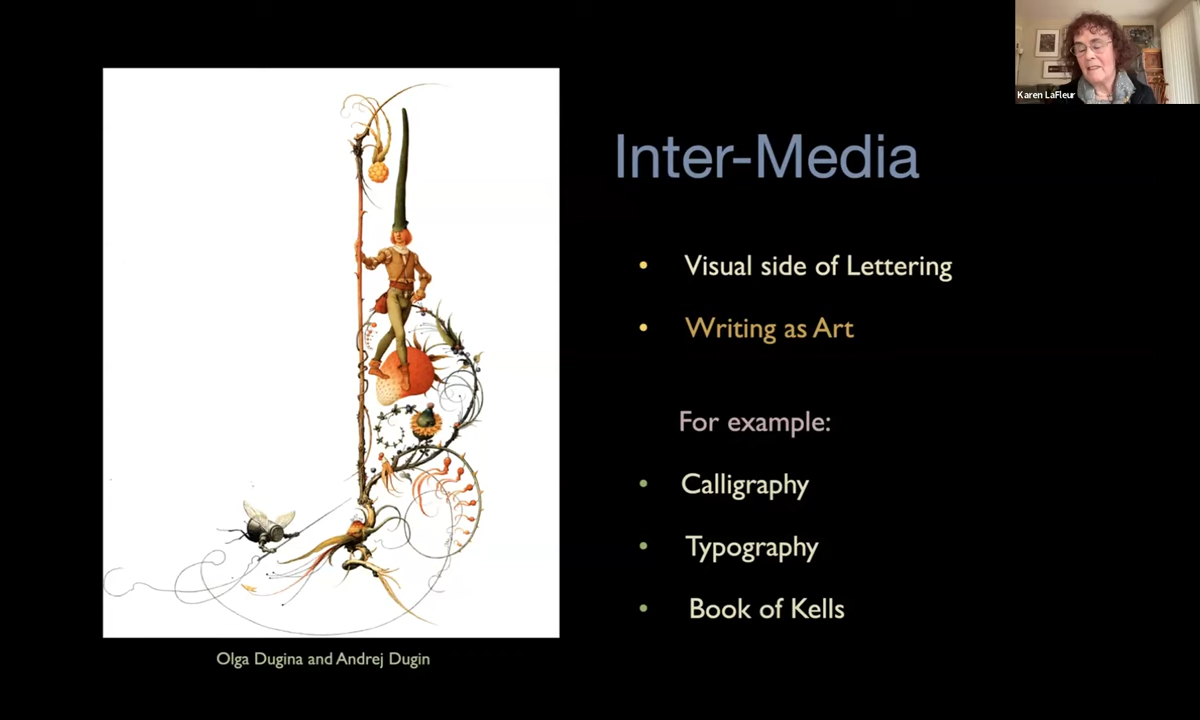 Karen LaFleur
Inter-Media
• Visual side of Lettering
• Writing as Art
For example:
• Calligraphy
• Typography
• Book of Kells
Olga Dugina and Andrej Dugin